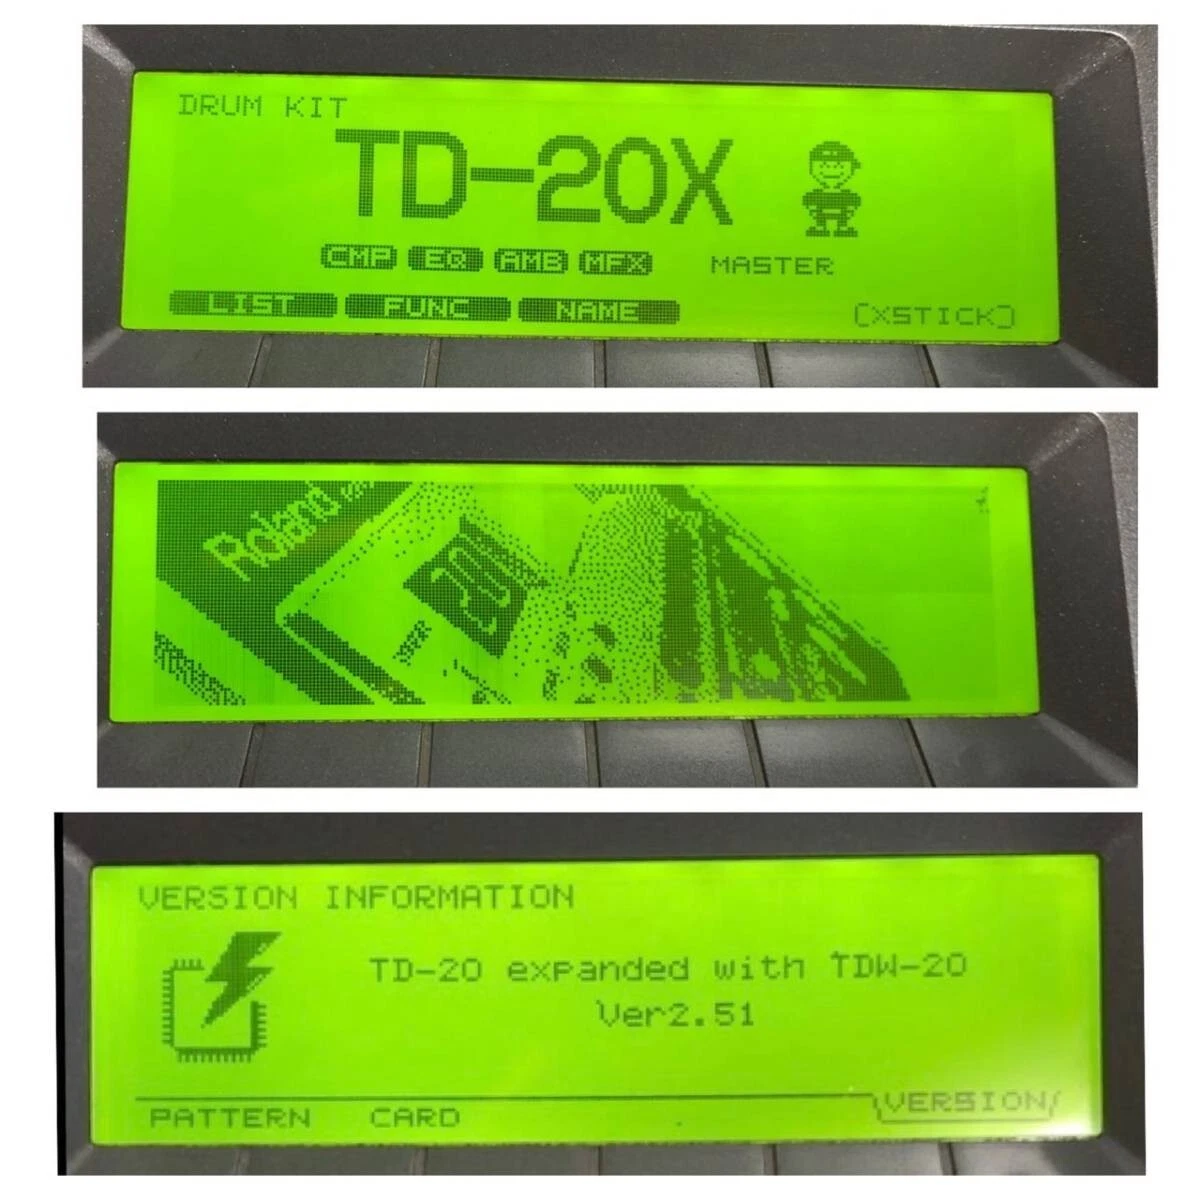 DRUM KIT
TD-20X
CMP EQ AMB MFX MASTER
LIST FUNC NAME [XSTICK]
Roland
VERSION INFORMATION
TD-20 expanded with TDW-20
Ver2.51
PATTERN CARD VERSION